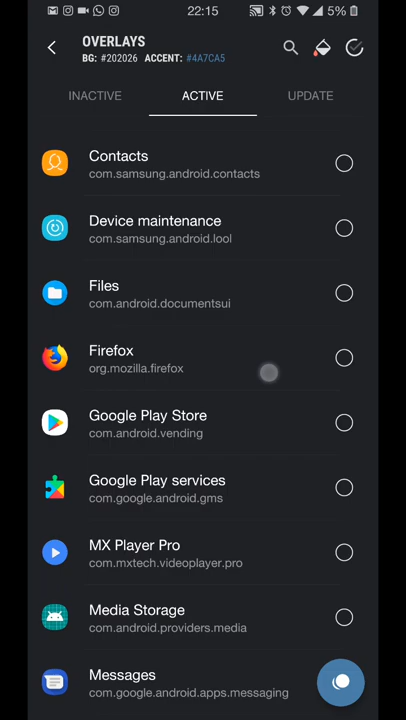 22:15
5%
OVERLAYS
BG: #202026 ACCENT: #4A7CA5
INACTIVE
ACTIVE
UPDATE
Contacts
com.samsung.android.contacts
Device maintenance
com.samsung.android.lool
Files
com.android.documentsui
Firefox
org.mozilla.firefox
Google Play Store
com.android.vending
Google Play services
com.google.android.gms
MX Player Pro
com.mxtech.videoplayer.pro
Media Storage
com.android.providers.media
Messages
com.google.android.apps.messaging